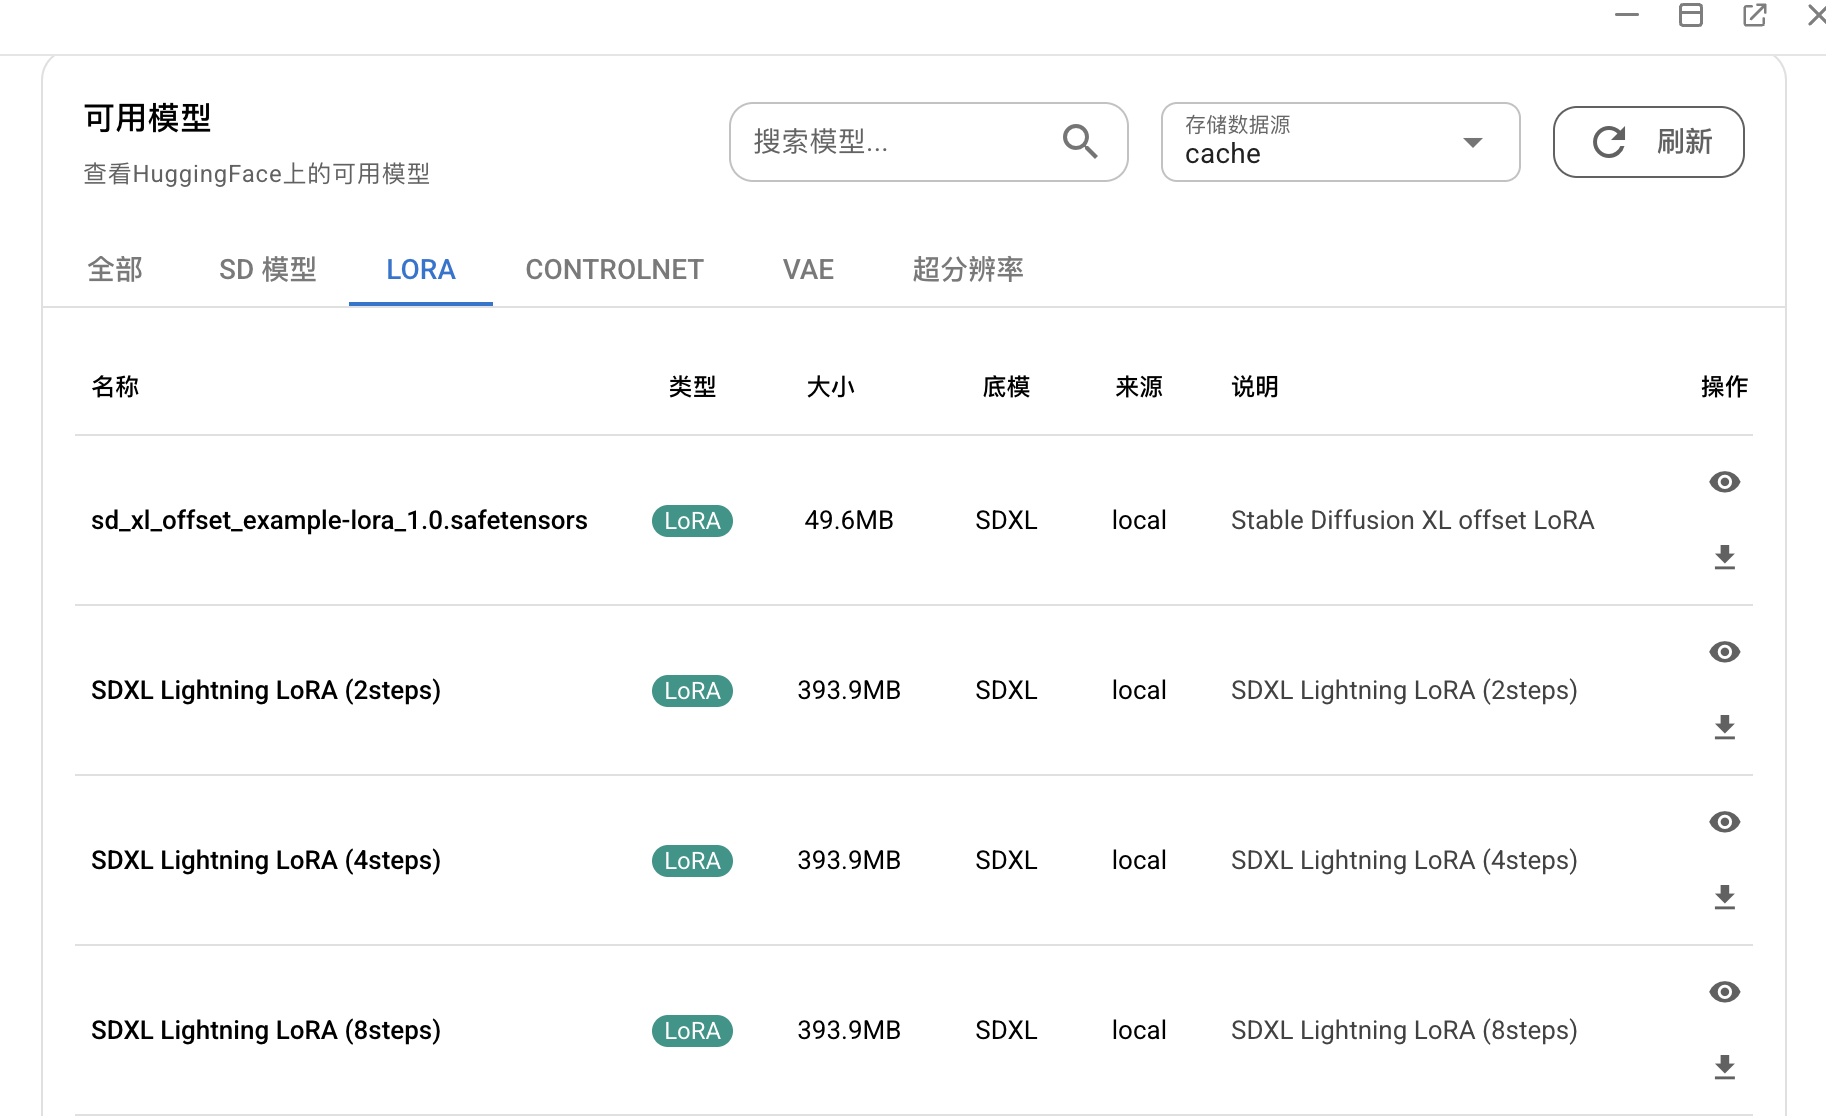 可用模型
查看HuggingFace上的可用模型
搜索模型...
存储数据源
cache
刷新
全部 SD 模型 LORA CONTROLNET VAE 超分辨率
名称 类型 大小 底模 来源 说明 操作
sd_xl_offset_example-lora_1.0.safetensors LoRA 49.6MB SDXL local Stable Diffusion XL offset LoRA
SDXL Lightning LoRA (2steps) LoRA 393.9MB SDXL local SDXL Lightning LoRA (2steps)
SDXL Lightning LoRA (4steps) LoRA 393.9MB SDXL local SDXL Lightning LoRA (4steps)
SDXL Lightning LoRA (8steps) LoRA 393.9MB SDXL local SDXL Lightning LoRA (8steps)